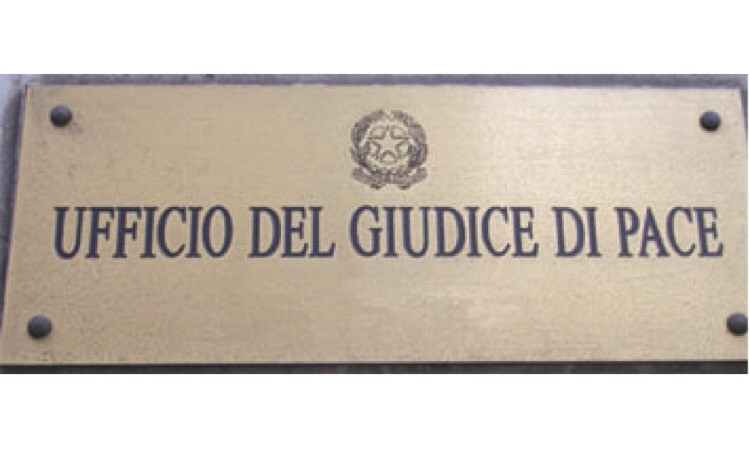 UFFICIO DEL GIUDICE DI PACE